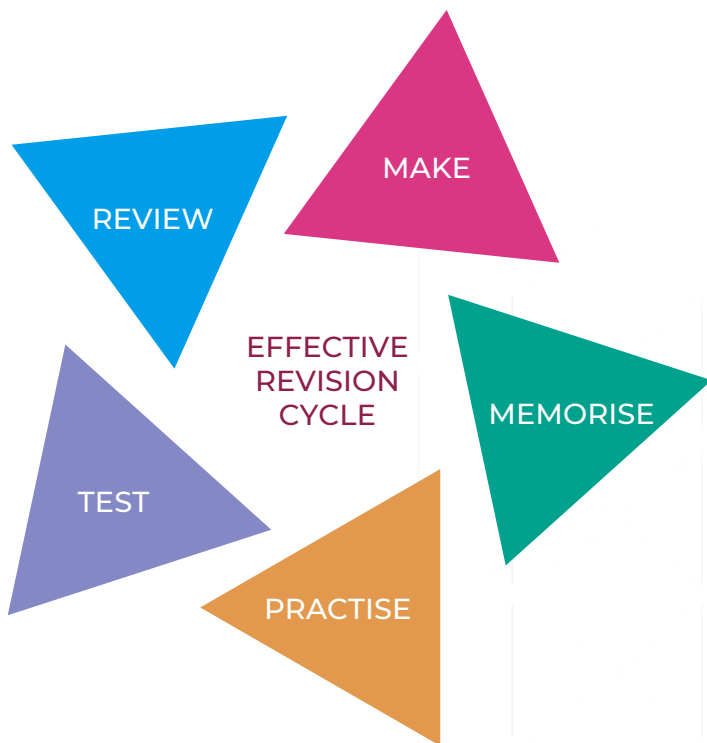 MAKE
REVIEW
EFFECTIVE
REVISION
CYCLE
MEMORISE
TEST
PRACTISE